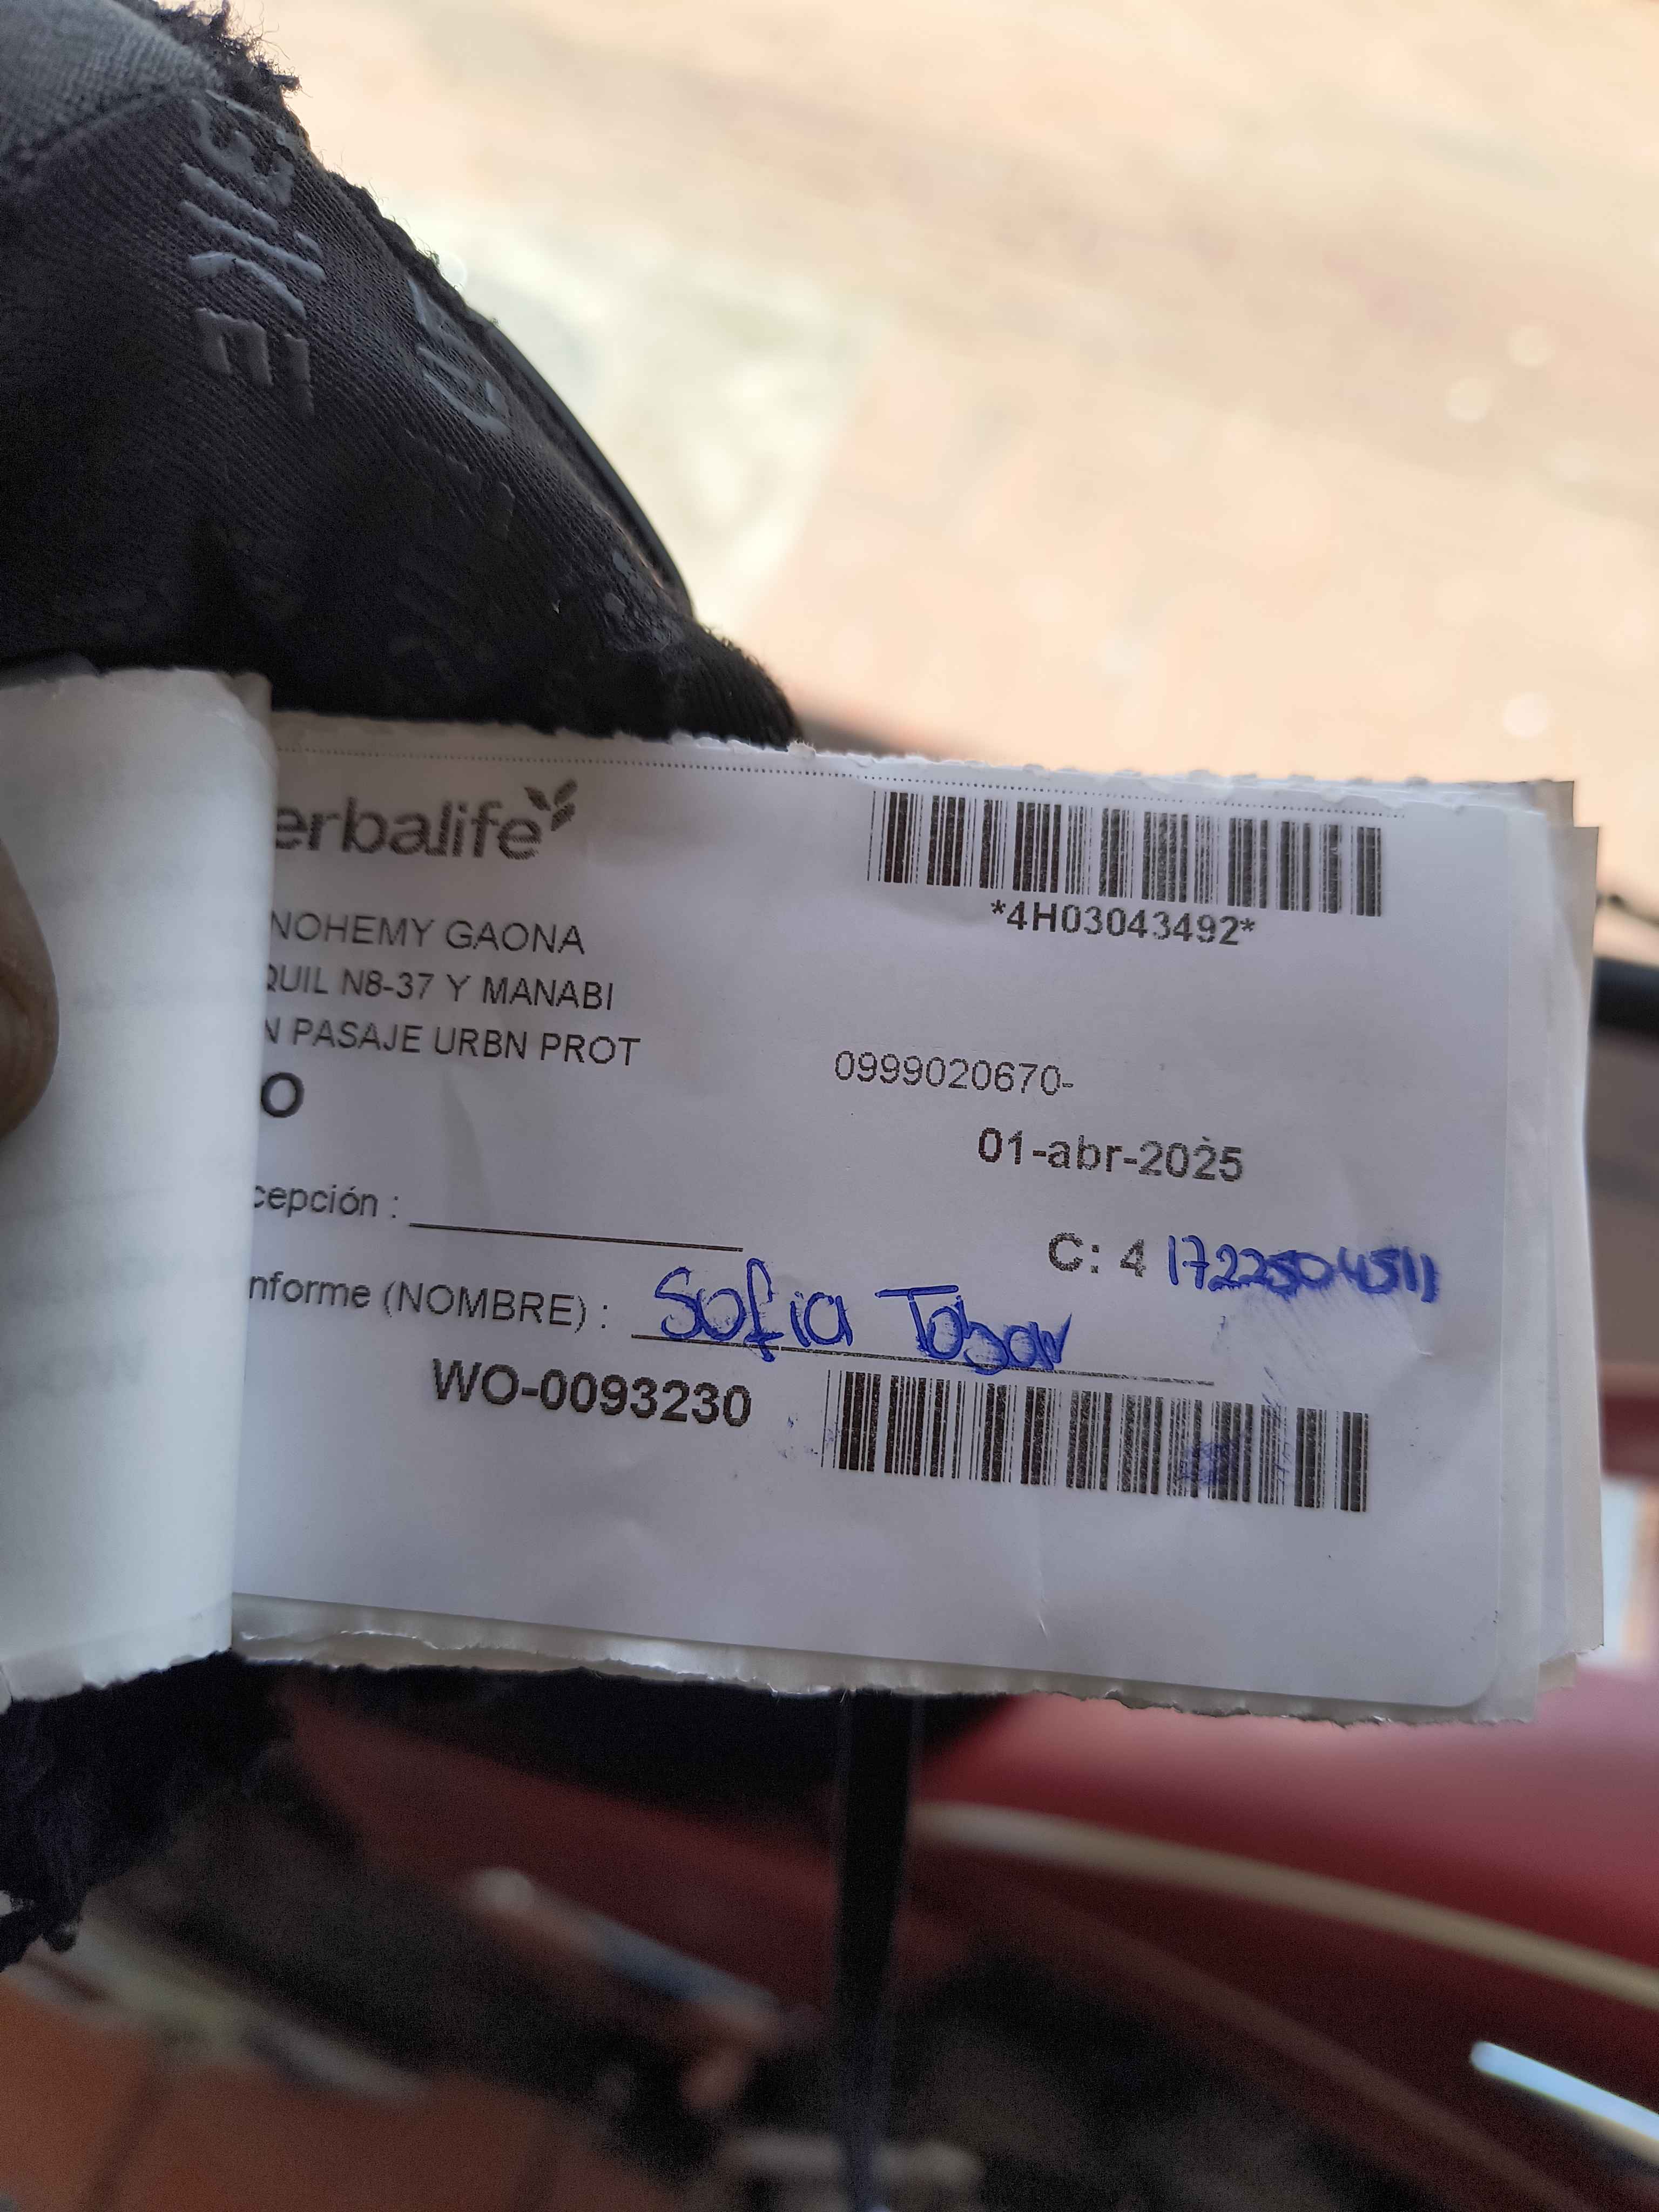 erbalife
*4H03043492*
NOHEMY GAONA
QUIL N8-37 Y MANABI
N PASAJE URBN PROT
0999020670-
O
01-abr-2025
cepción :
C: 4 1722504511
nforme (NOMBRE) : Sofia Tobar
WO-0093230